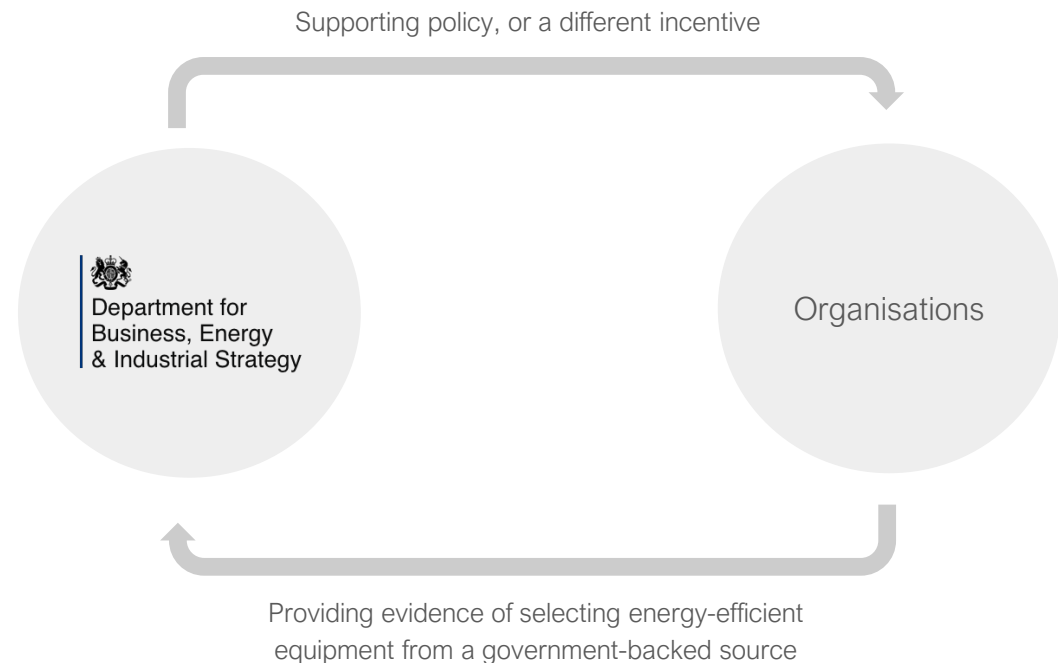 Supporting policy, or a different incentive
Department for
Business, Energy
& Industrial Strategy
Organisations
Providing evidence of selecting energy-efficient
equipment from a government-backed source